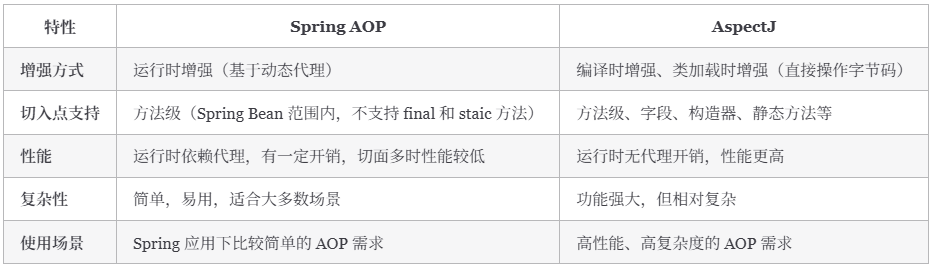 特性 Spring AOP AspectJ
增强方式 运行时增强（基于动态代理） 编译时增强、类加载时增强（直接操作字节码）
切入点支持 方法级（Spring Bean 范围内，不支持 final 和 staic 方法） 方法级、字段、构造器、静态方法等
性能 运行时依赖代理，有一定开销，切面多时性能较低 运行时无代理开销，性能更高
复杂性 简单，易用，适合大多数场景 功能强大，但相对复杂
使用场景 Spring 应用下比较简单的 AOP 需求 高性能、高复杂度的 AOP 需求